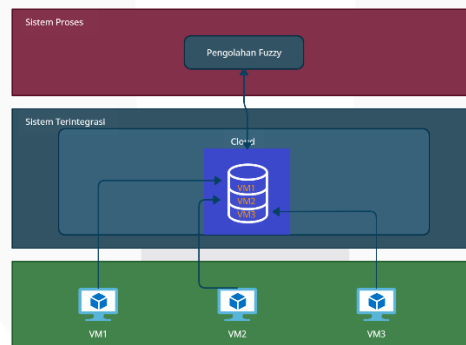 Sistem Proses
Pengolahan Fuzzy
Sistem Terintegrasi
Cloud
VM1
VM2
VM3
VM1
VM2
VM3